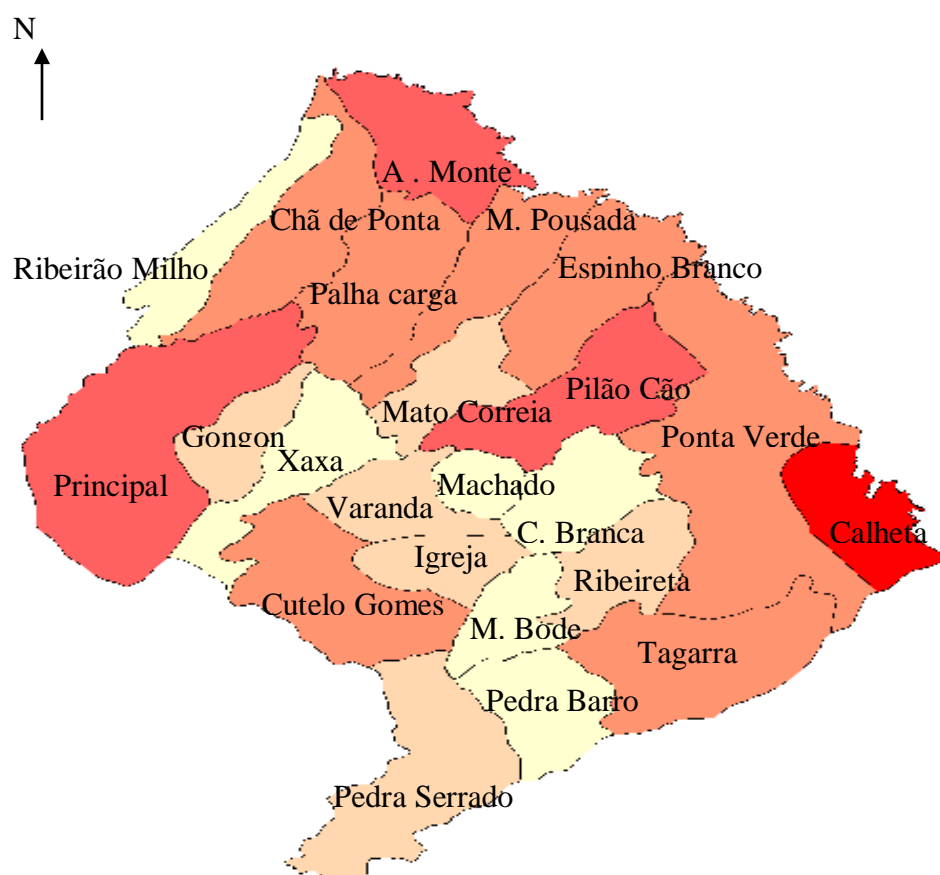 N
A . Monte
Chã de Ponta
M. Pousada
Ribeirão Milho
Espinho Branco
Palha carga
Pilão Cão
Mato Correia
Gongon
Ponta Verde
Xaxa
Principal
Machado
Varanda
C. Branca
Calheta
Igreja
Ribeireta
Cutelo Gomes
M. Bode
Tagarra
Pedra Barro
Pedra Serrado